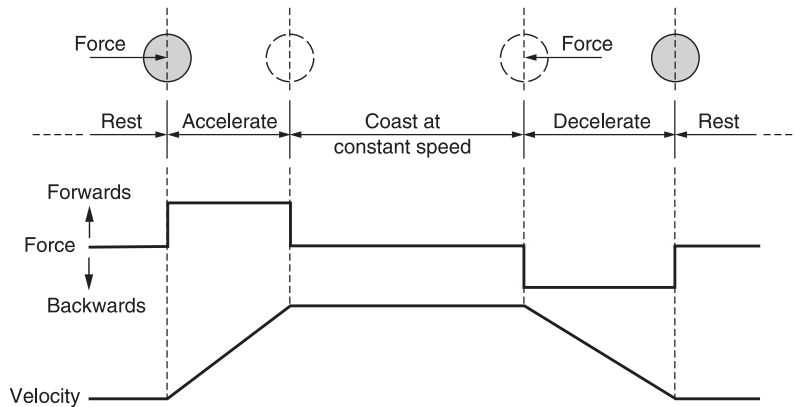 Force
Force
Rest
Accelerate
Coast at
constant speed
Decelerate
Rest
Forwards
Force
Backwards
Velocity